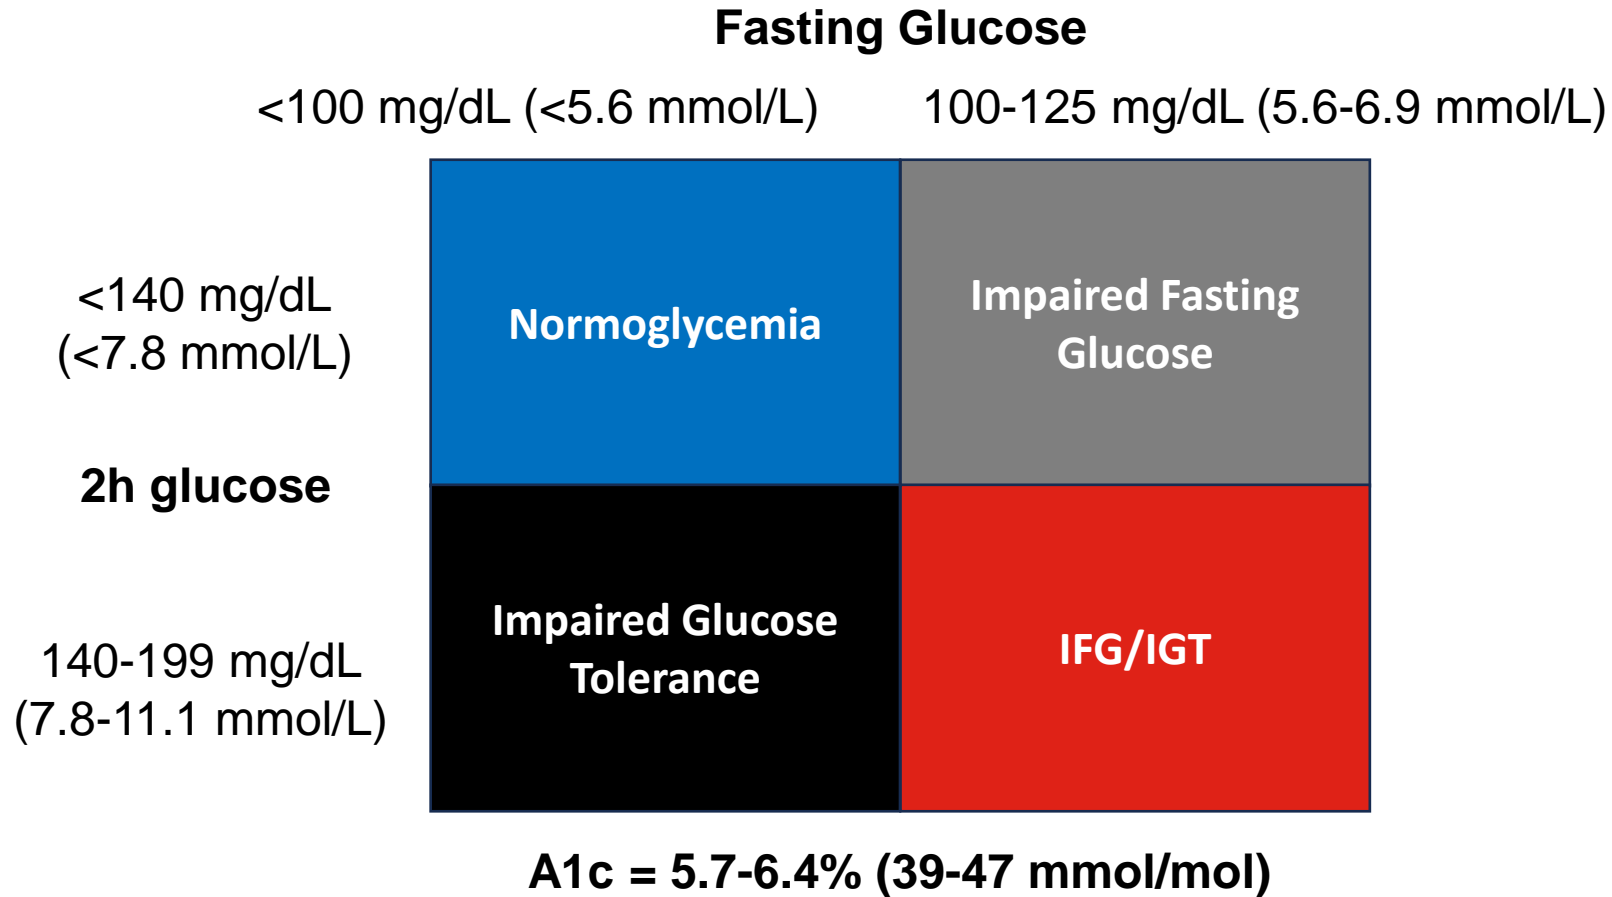 Fasting Glucose
<100 mg/dL (<5.6 mmol/L)
100-125 mg/dL (5.6-6.9 mmol/L)
<140 mg/dL
(<7.8 mmol/L)
Normoglycemia
Impaired Fasting
Glucose
2h glucose
140-199 mg/dL
(7.8-11.1 mmol/L)
Impaired Glucose
Tolerance
IFG/IGT
A1c = 5.7-6.4% (39-47 mmol/mol)